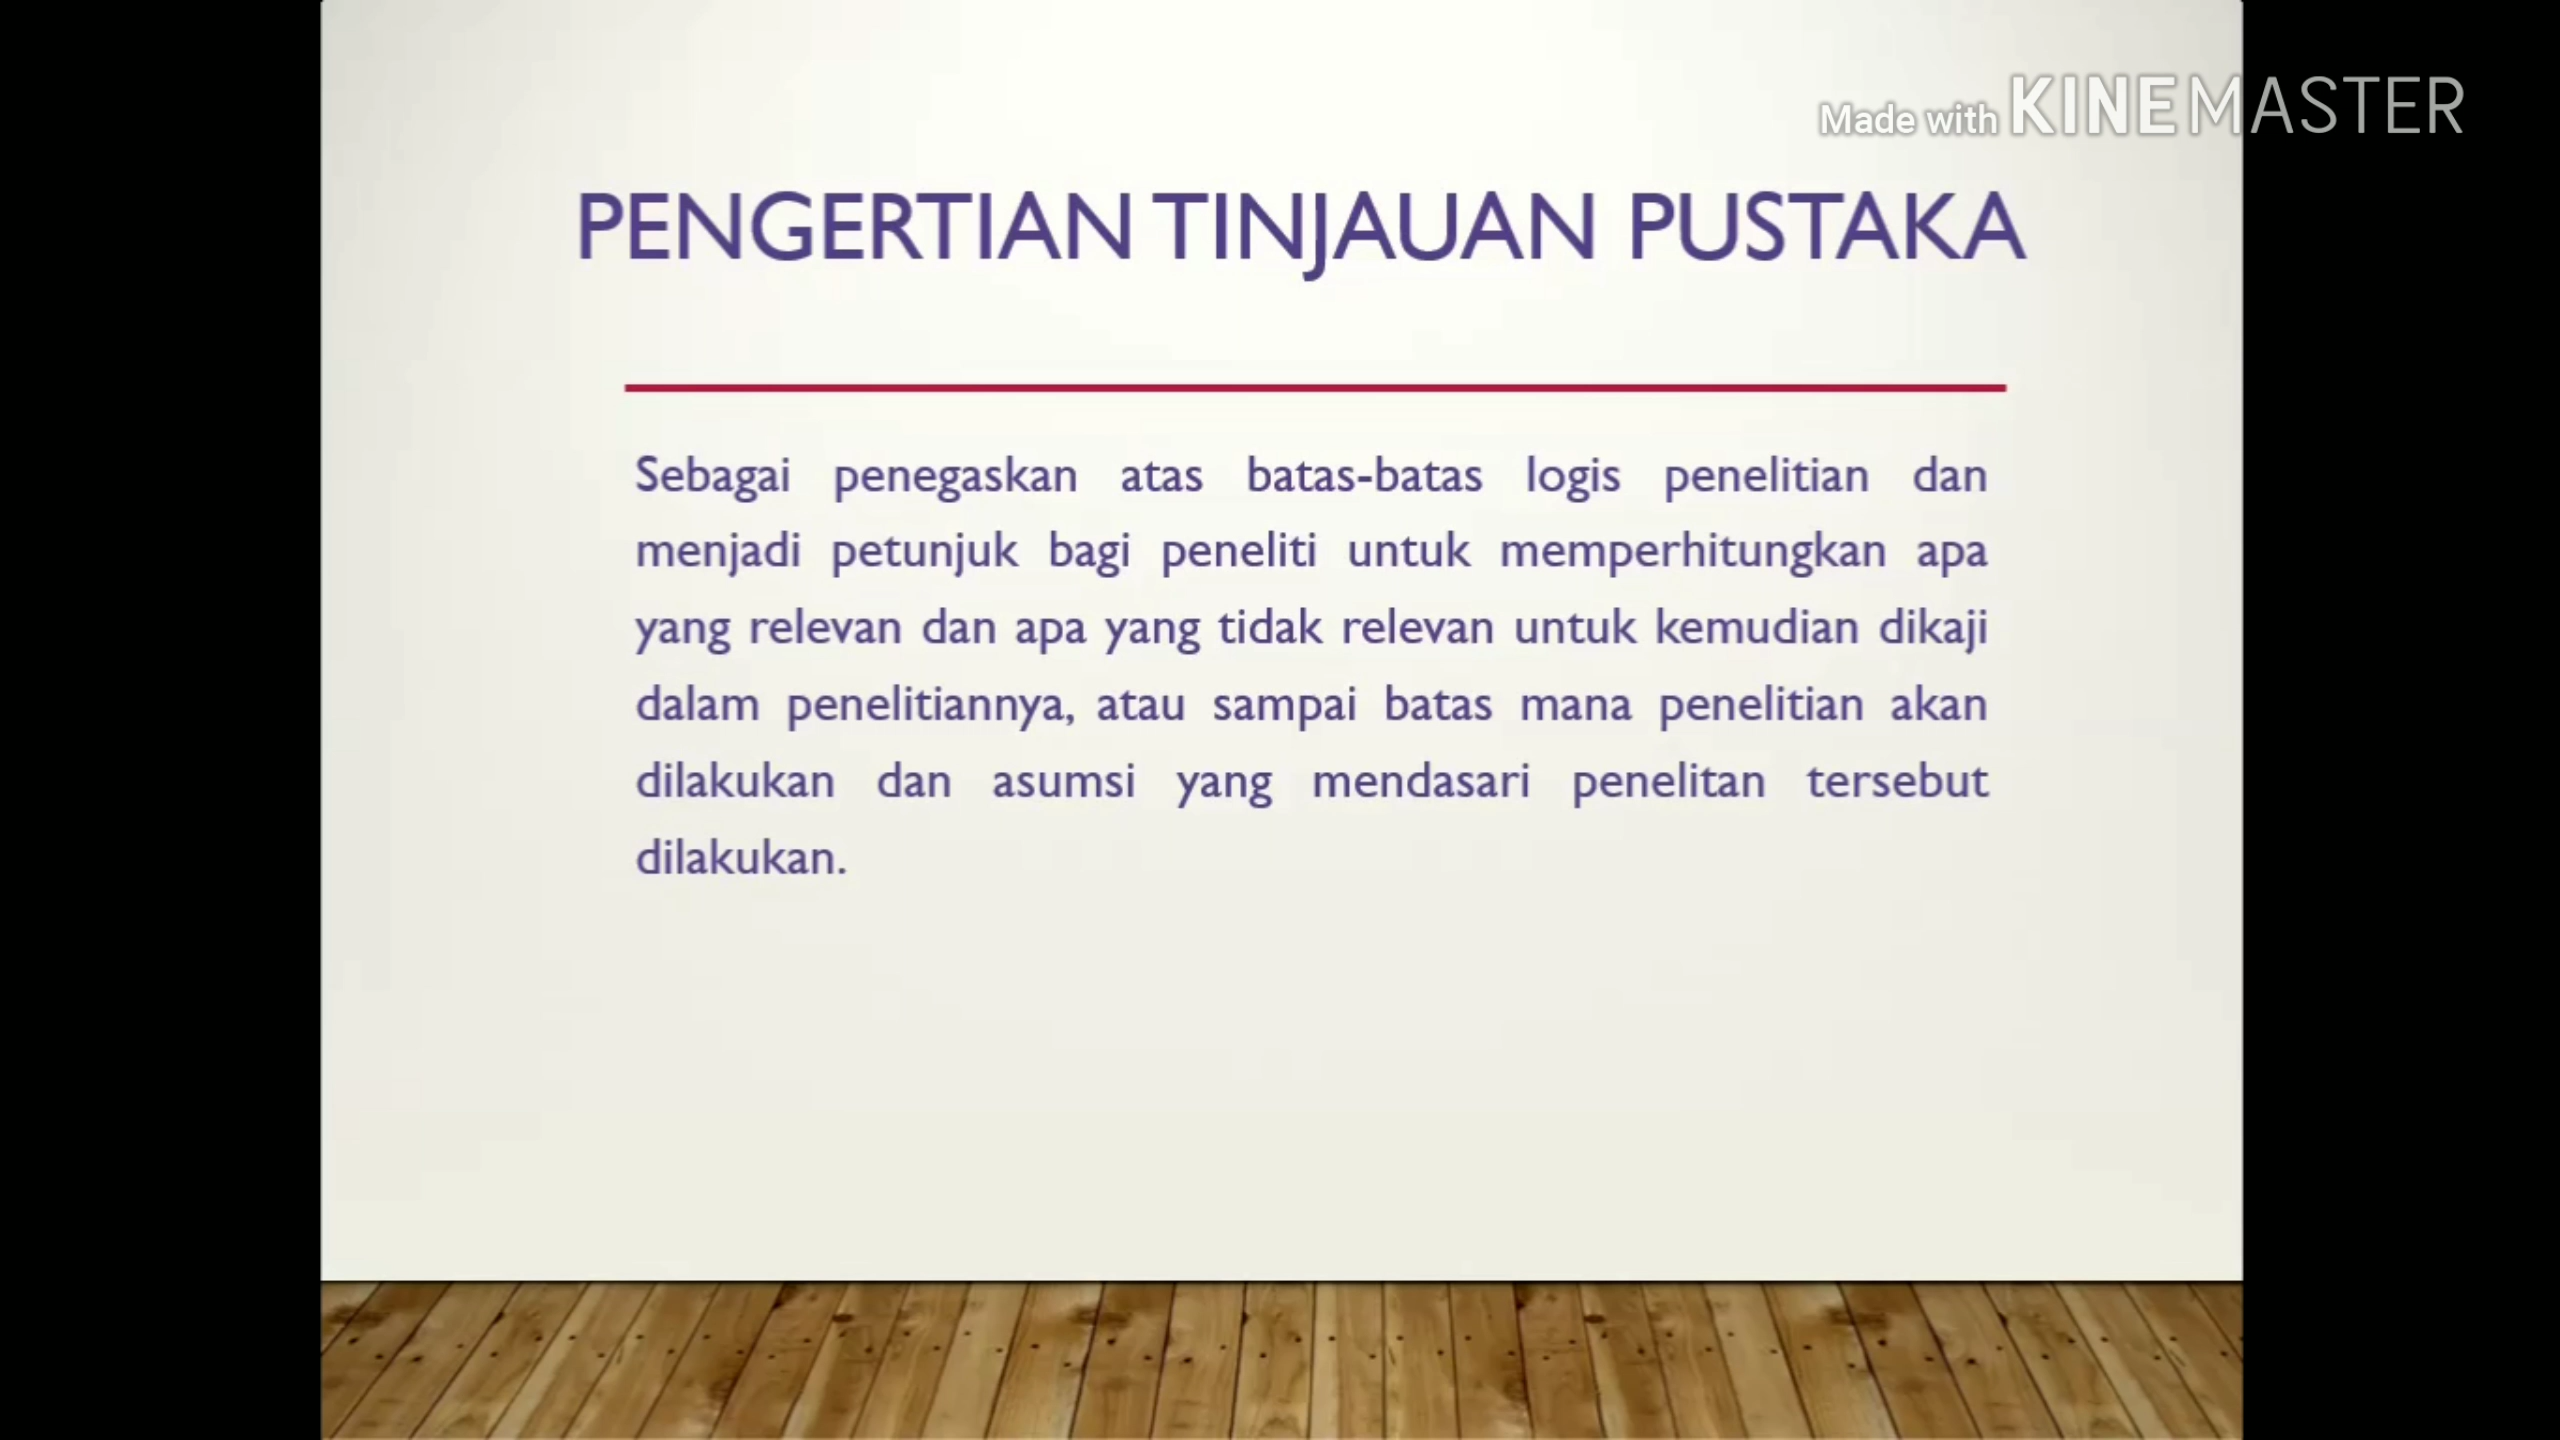 Made with KINEMASTER
PENGERTIAN TINJAUAN PUSTAKA
Sebagai penegaskan atas batas-batas logis penelitian dan
menjadi petunjuk bagi peneliti untuk memperhitungkan apa
yang relevan dan apa yang tidak relevan untuk kemudian dikaji
dalam penelitiannya, atau sampai batas mana penelitian akan
dilakukan dan asumsi yang mendasari penelitan tersebut
dilakukan.